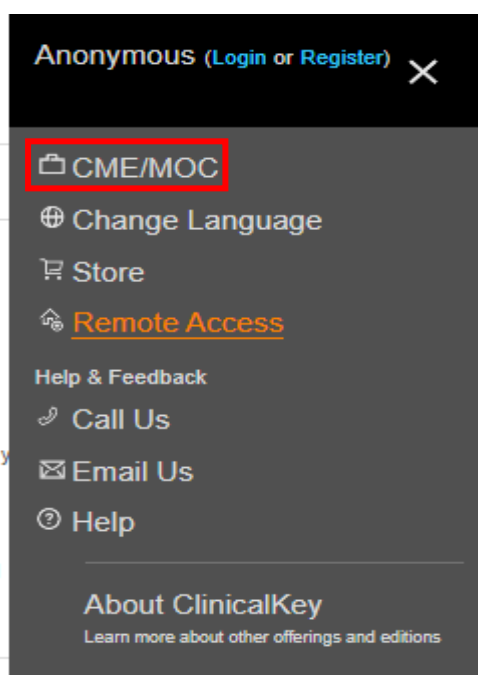 Anonymous (Login or Register)
CME/MOC
Change Language
Store
Remote Access
Help & Feedback
Call Us
Email Us
Help
About ClinicalKey
Learn more about other offerings and editions